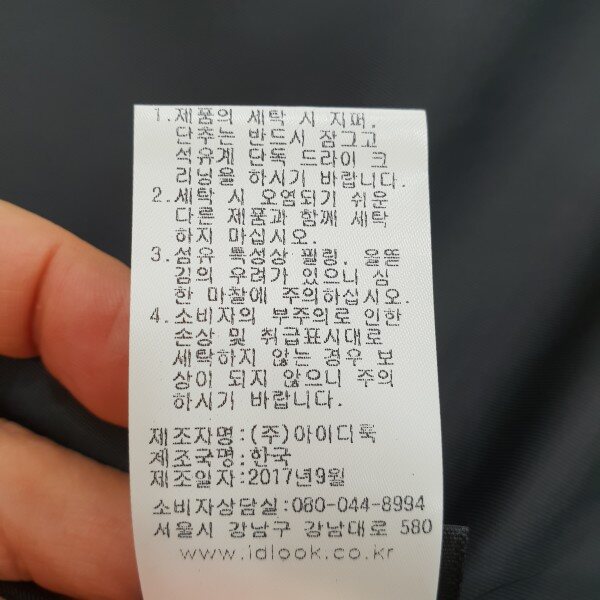 1.제품의 세탁 시 지퍼,
단추는 반드시 잠그고
석유계 단독 드라이 크
리닝을 하시기 바랍니다.
2.세탁 시 오염되기 쉬운
다른 제품과 함께 세탁
하지 마십시오.
3.섬유 특성상 필링, 올뜯
김의 우려가 있으니 심
한 마찰에 주의하십시오.
4.소비자의 부주의로 인한
손상 및 취급표시대로
세탁하지 않는 경우 보
상이 되지 않으니 주의
하시기 바랍니다.
제조자명:(주)아이디룩
제조국명:한국
제조일자:2017년9월
소비자상담실:080-044-8994
서울시 강남구 강남대로 580
www.idlook.co.kr